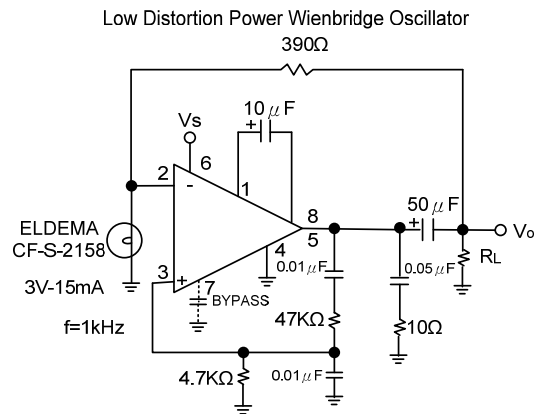 Low Distortion Power Wienbridge Oscillator
390Ω
10μF
+
Vs
6
2
-
1
8
5
4
50μF
+
Vo
ELDEMA
CF-S-2158
3V-15mA
f=1kHz
3
+
7
BYPASS
0.01μF
0.05μF
RL
47KΩ
10Ω
4.7KΩ
0.01μF